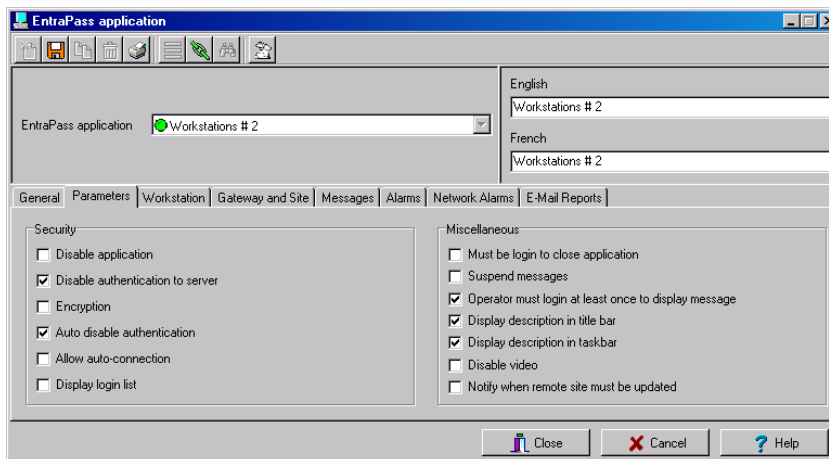 EntraPass application
English
Workstations # 2
EntraPass application
Workstations # 2
French
Workstations # 2
General
Parameters
Workstation
Gateway and Site
Messages
Alarms
Network Alarms
E-Mail Reports
Security
Disable application
Disable authentication to server
Encryption
Auto disable authentication
Allow auto-connection
Display login list
Miscellaneous
Must be login to close application
Suspend messages
Operator must login at least once to display message
Display description in title bar
Display description in taskbar
Disable video
Notify when remote site must be updated
Close
Cancel
Help